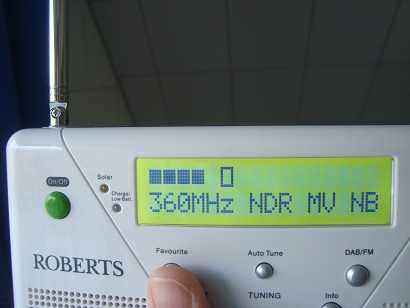 On/Off
Solar
Charge/
Low Batt.
360MHz NDR MV NB
ROBERTS
Favourite
Auto Tune
DAB/FM
TUNING
Info